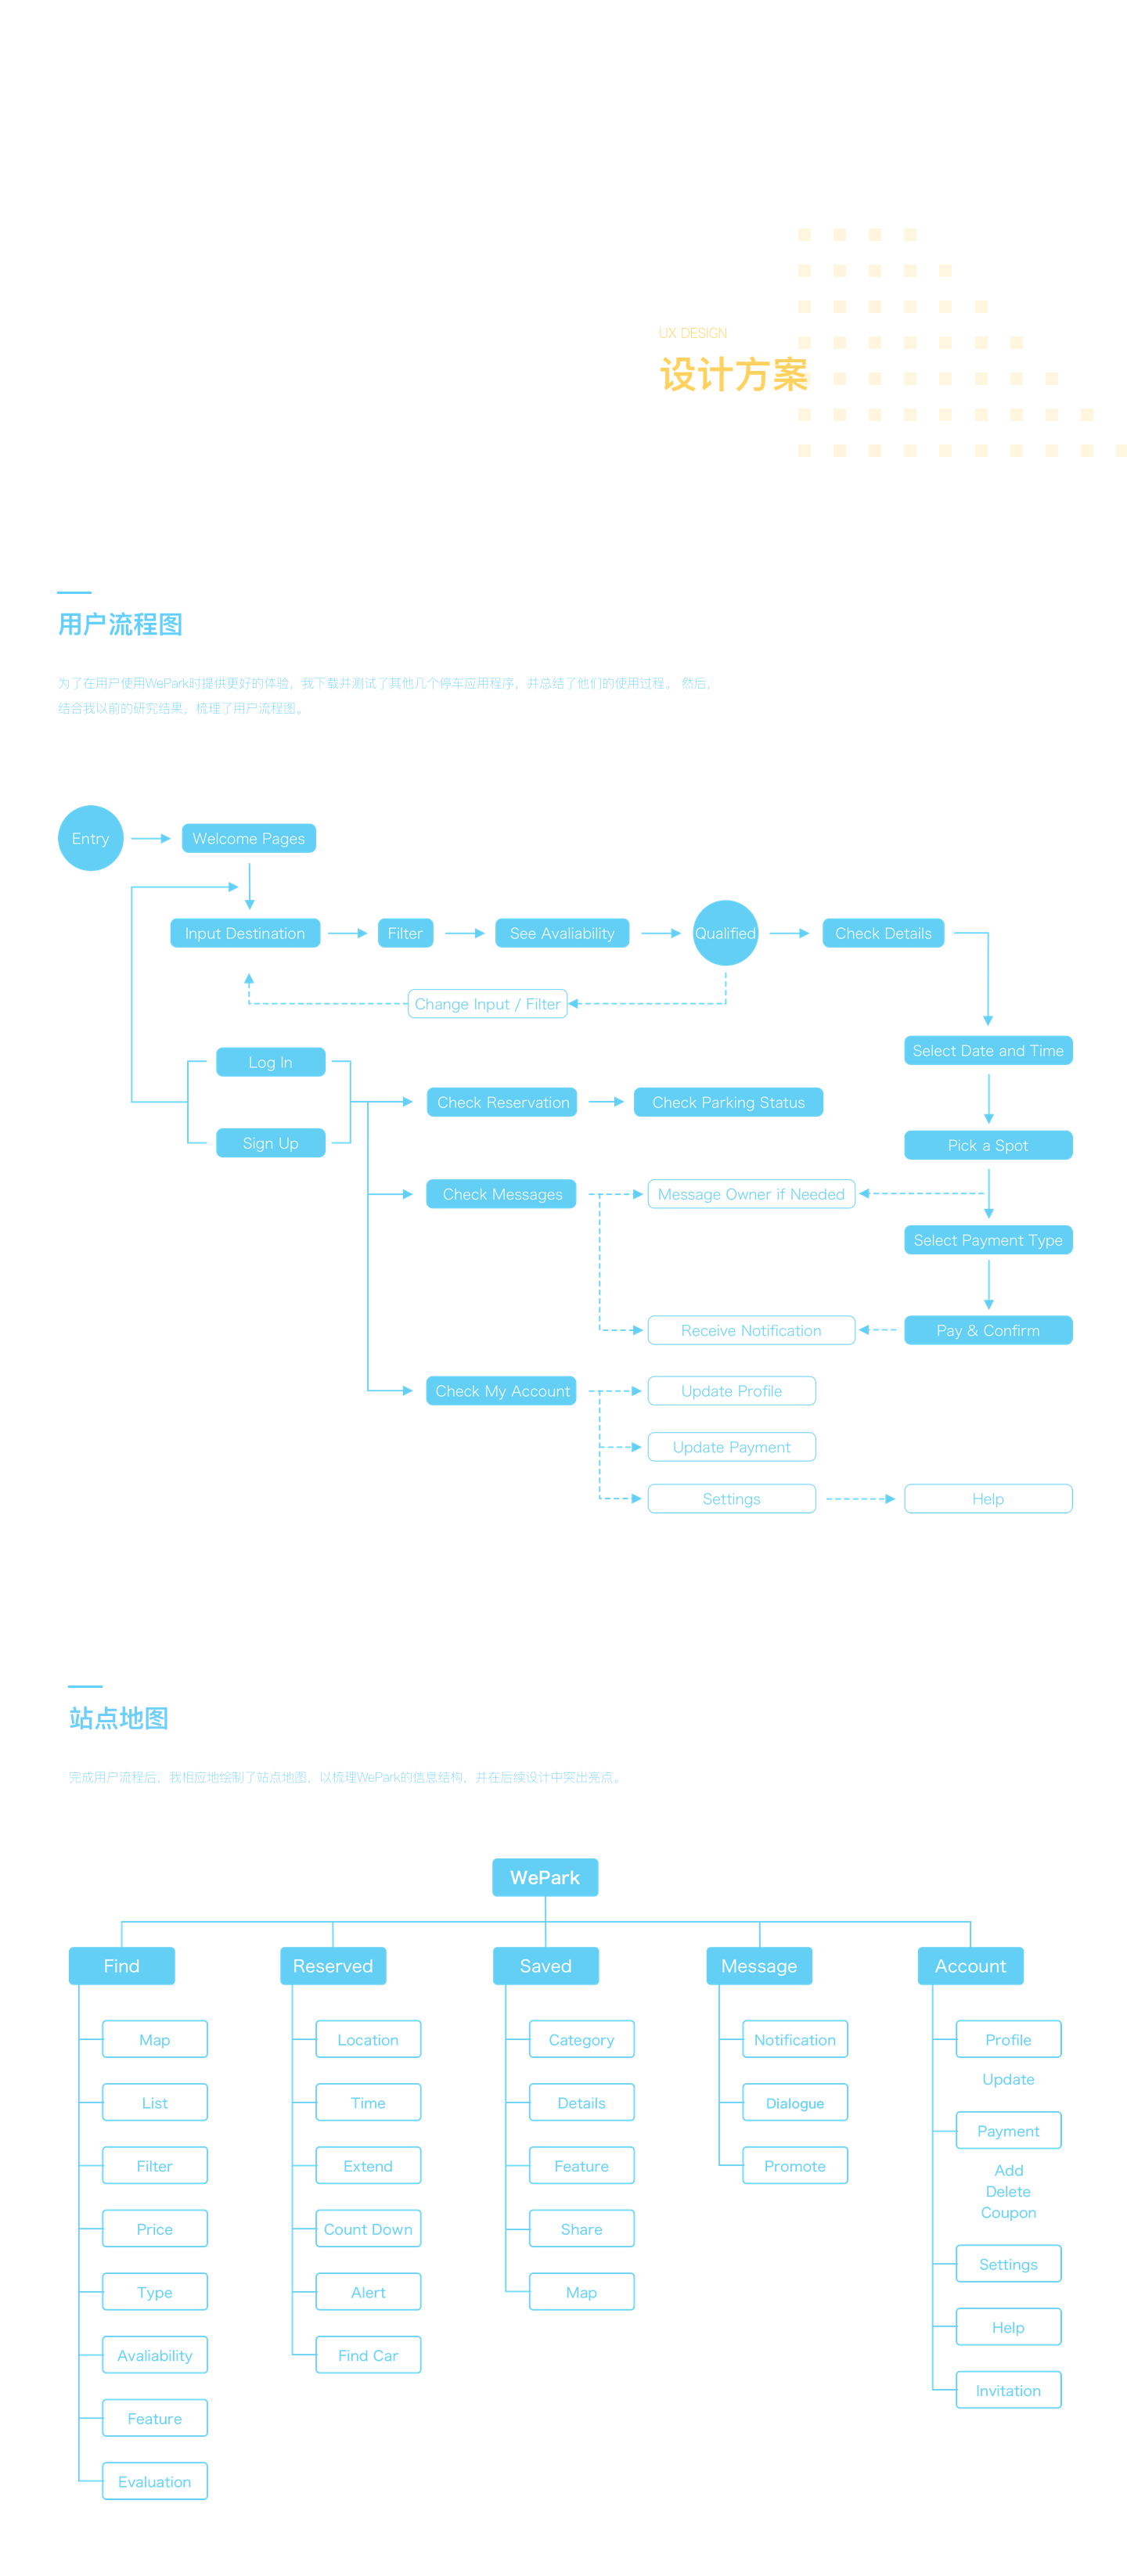 UX DESIGN
设计方案
用户流程图
为了在用户使用WePark时提供更好的体验，我下载并测试了其他几个停车应用程序，并总结了他们的使用过程。 然后，
结合我以前的研究结果，梳理了用户流程图。
Entry
Welcome Pages
Input Destination
Filter
See Avaliability
Qualified
Check Details
Change Input / Filter
Select Date and Time
Log In
Check Reservation
Check Parking Status
Sign Up
Pick a Spot
Check Messages
Message Owner if Needed
Select Payment Type
Receive Notification
Pay & Confirm
Check My Account
Update Profile
Update Payment
Settings
Help
站点地图
完成用户流程后，我相应地绘制了站点地图，以梳理WePark的信息结构，并在后续设计中突出亮点。
WePark
Find
Reserved
Saved
Message
Account
Map
Location
Category
Notification
Profile
Update
List
Time
Details
Dialogue
Payment
Filter
Extend
Feature
Promote
Add
Delete
Coupon
Price
Count Down
Share
Settings
Type
Alert
Map
Help
Avaliability
Find Car
Invitation
Feature
Evaluation